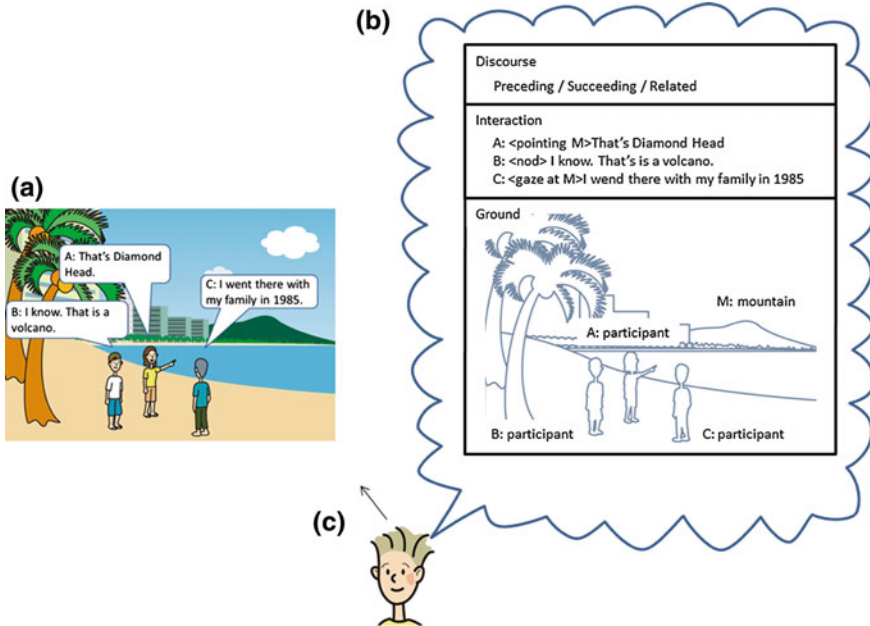 (b)
Discourse
Preceding / Succeeding / Related
Interaction
A: <pointing M>That's Diamond Head
B: <nod> I know. That's is a volcano.
C: <gaze at M>I wend there with my family in 1985
Ground
M: mountain
A: participant
B: participant
C: participant
(a)
A: That's Diamond
Head.
C: I went there with
my family in 1985.
B: I know. That is a
volcano.
(c)